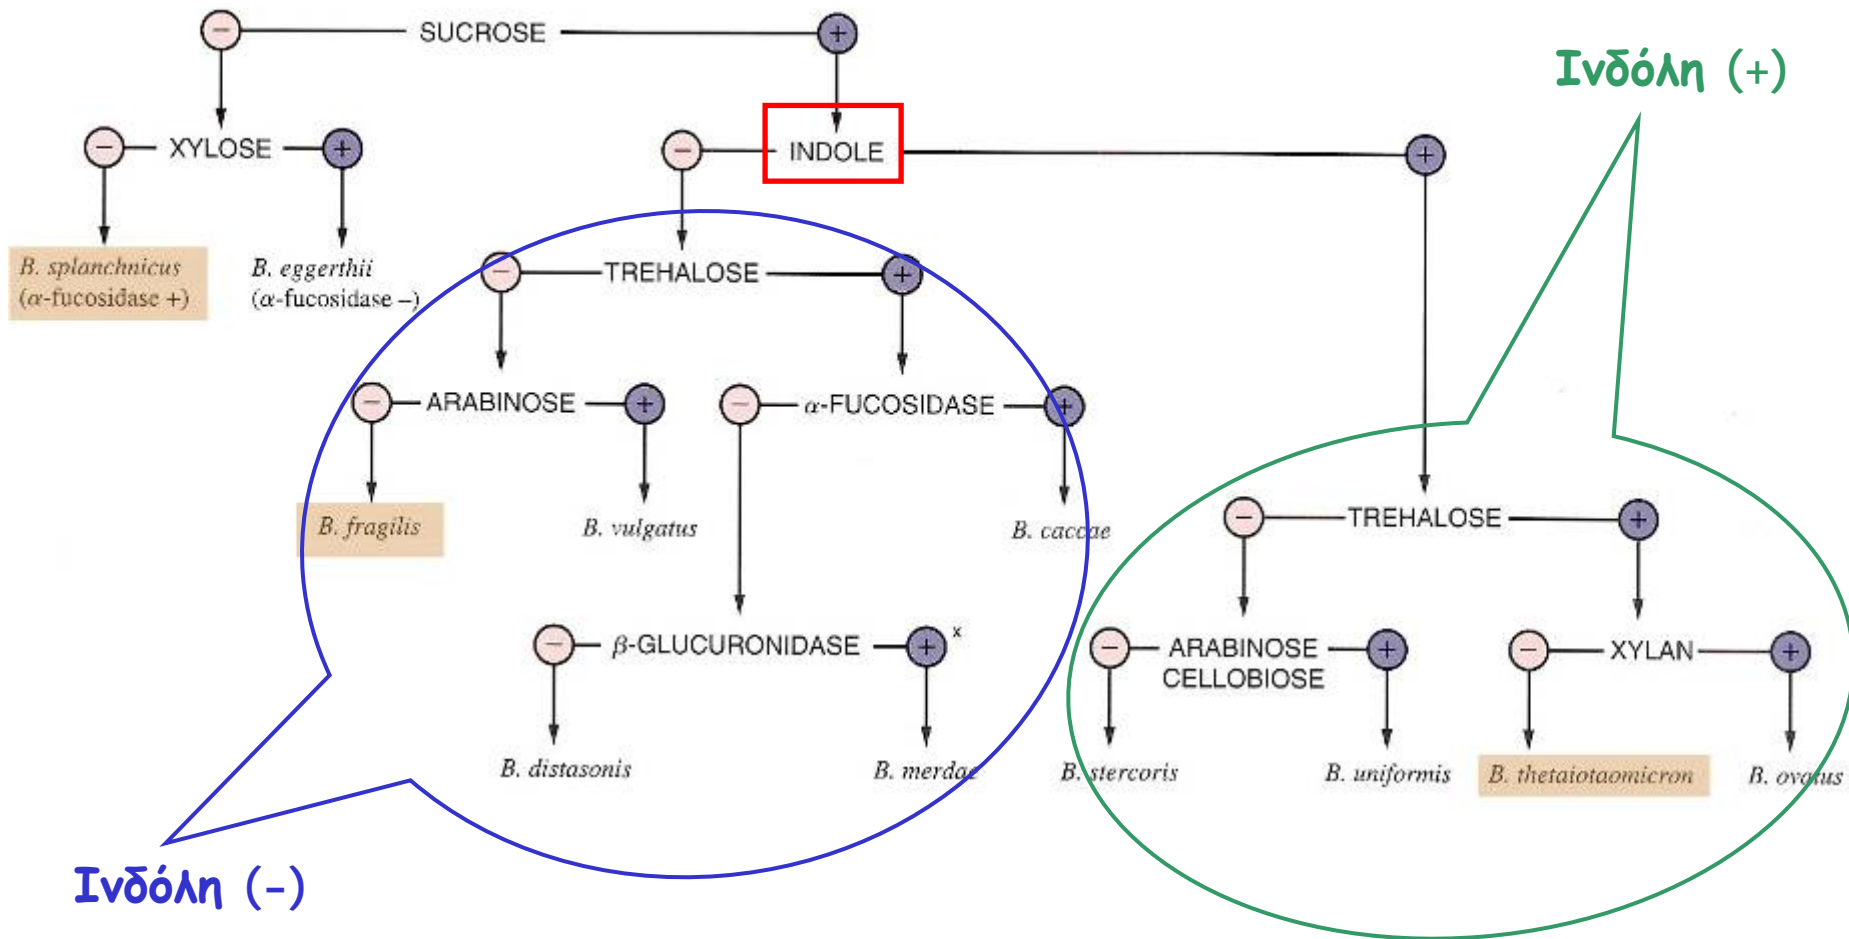 − SUCROSE +
Ινδόλη (+)
− XYLOSE +
− INDOLE +
B. splanchnicus
(α-fucosidase +)
B. eggerthii
(α-fucosidase –)
− TREHALOSE +
− ARABINOSE +
− α-FUCOSIDASE +
B. fragilis
B. vulgatus
B. caccae
− TREHALOSE +
− β-GLUCURONIDASE + x
− ARABINOSE +
CELLOBIOSE
− XYLAN +
B. distasonis
B. merdae
B. stercoris
B. uniformis
B. thetaiotaomicron
B. ovatus
Ινδόλη (-)